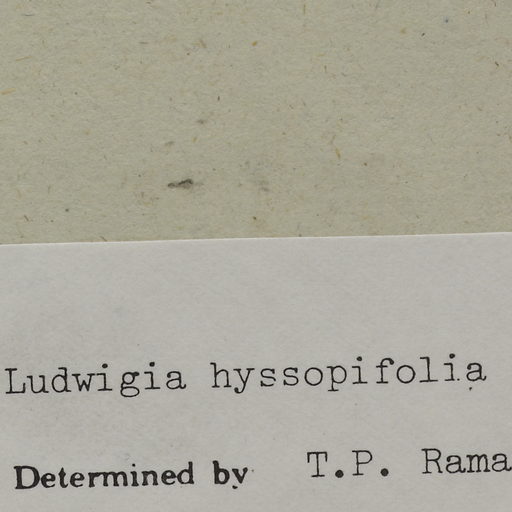 Ludwigia hyssopifolia
Determined by T.P. Rama